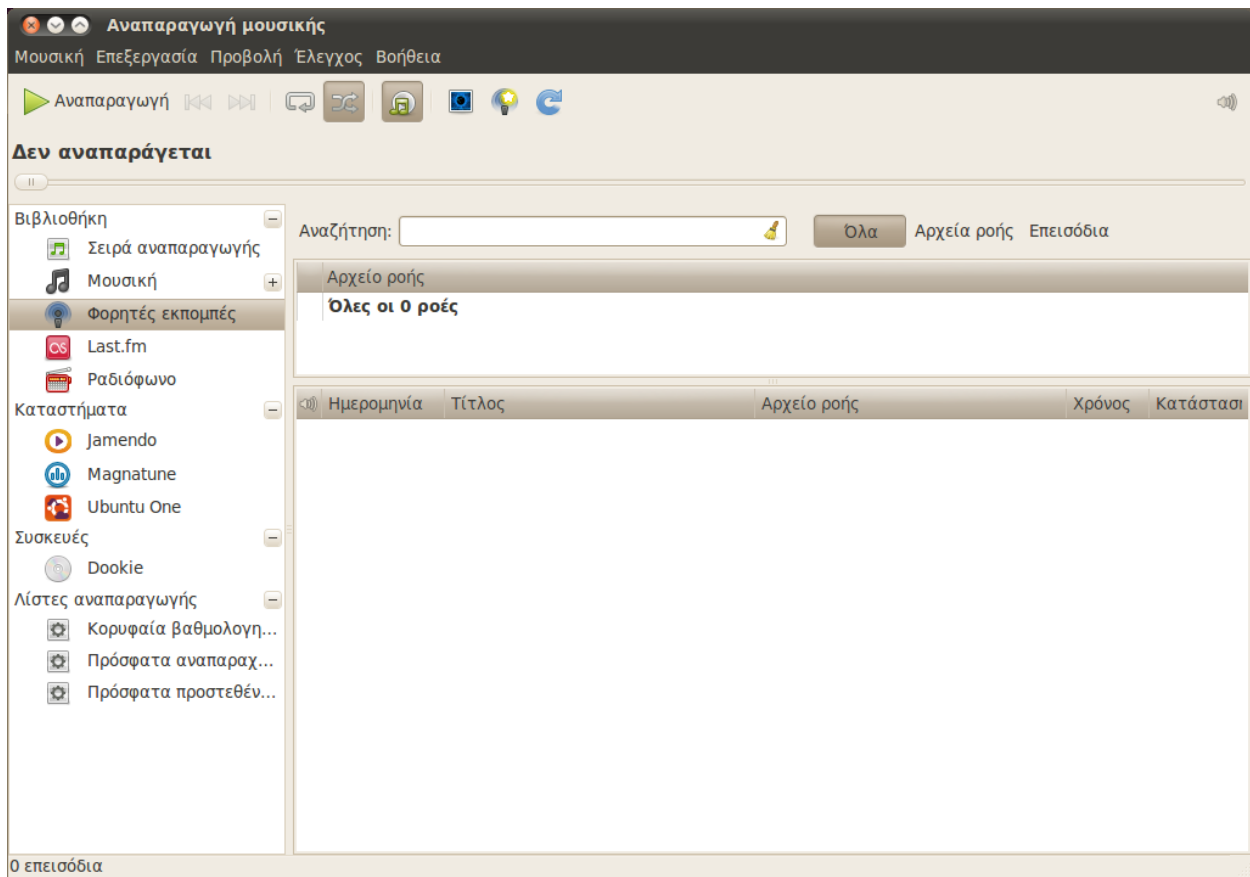 Αναπαραγωγή μουσικής
Μουσική Επεξεργασία Προβολή Έλεγχος Βοήθεια
Αναπαραγωγή
Δεν αναπαράγεται
Βιβλιοθήκη
Σειρά αναπαραγωγής
Μουσική
Φορητές εκπομπές
Last.fm
Ραδιόφωνο
Καταστήματα
Jamendo
Magnatune
Ubuntu One
Συσκευές
Dookie
Λίστες αναπαραγωγής
Κορυφαία βαθμολογη...
Πρόσφατα αναπαραχ...
Πρόσφατα προστεθέν...
Αναζήτηση: Όλα Αρχεία ροής Επεισόδια
Αρχείο ροής
Όλες οι 0 ροές
Ημερομηνία Τίτλος Αρχείο ροής Χρόνος Κατάσταση
0 επεισόδια